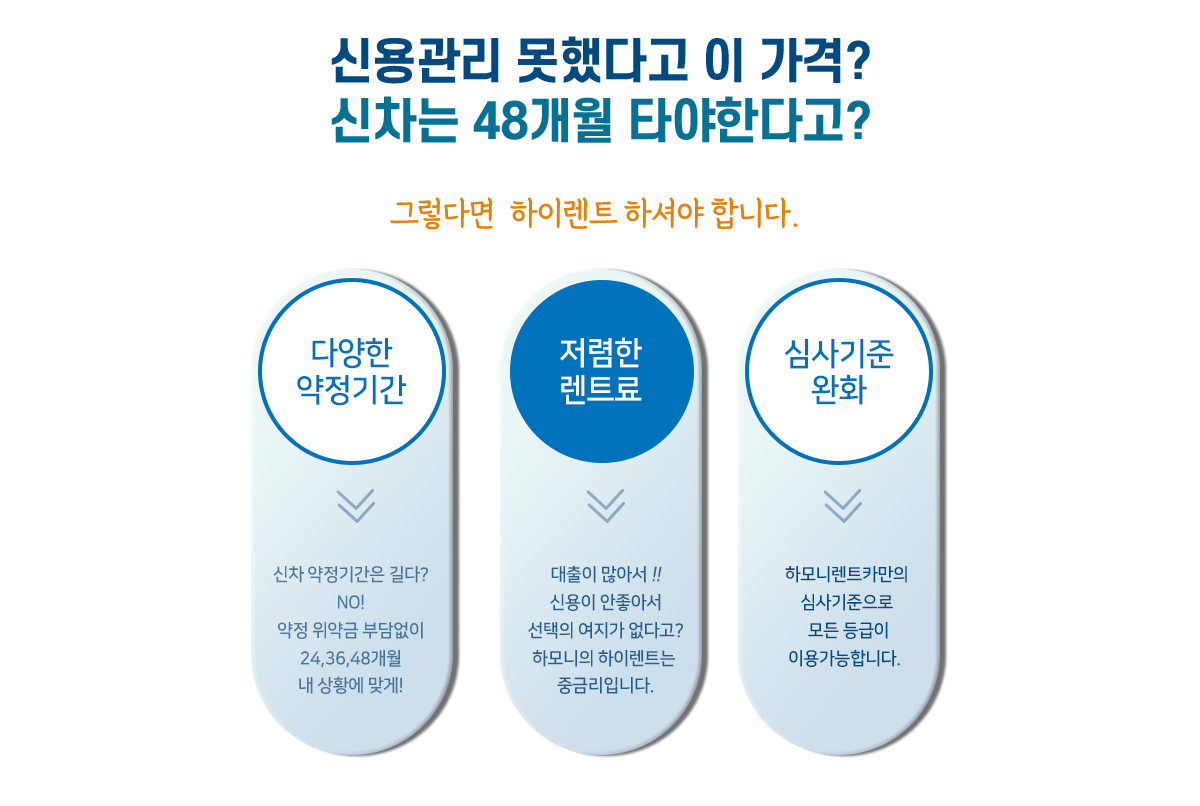 신용관리 못했다고 이 가격?
신차는 48개월 타야한다고?
그렇다면 하이렌트 하셔야 합니다.
다양한
약정기간
신차 약정기간은 길다?
NO!
약정 위약금 부담없이
24,36,48개월
내 상황에 맞게!
저렴한
렌트료
대출이 많아서 !!
신용이 안좋아서
선택의 여지가 없다고?
하모니의 하이렌트는
중금리입니다.
심사기준
완화
하모니렌트카만의
심사기준으로
모든 등급이
이용가능합니다.